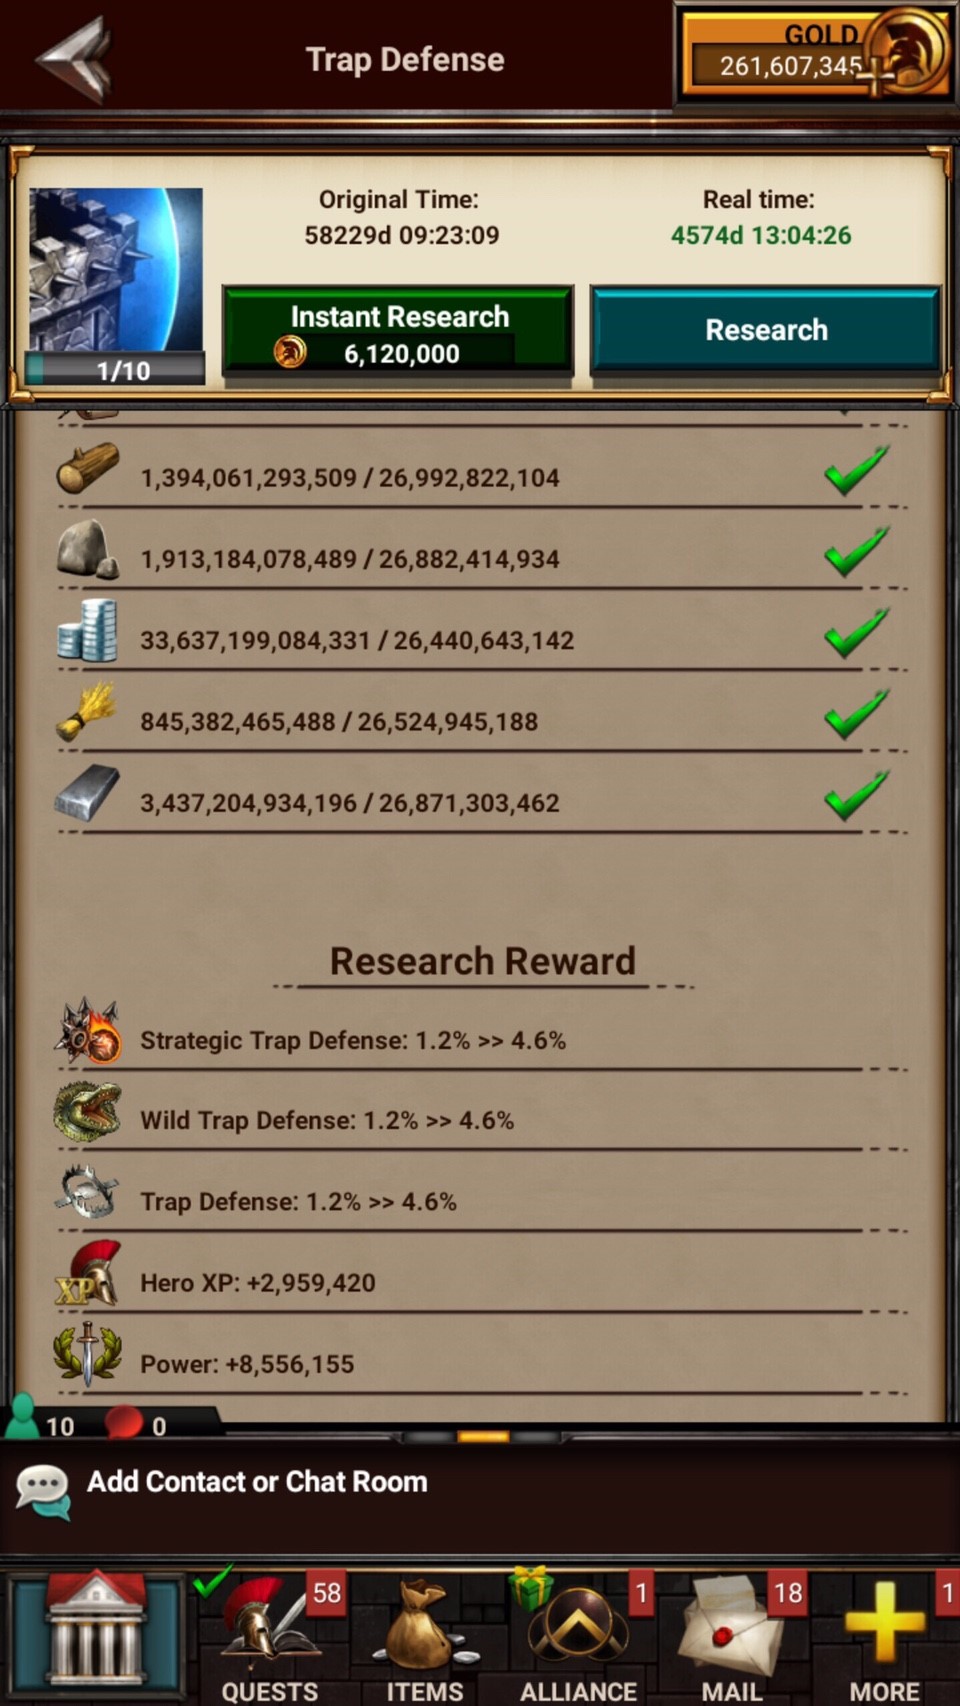 Trap Defense
GOLD
261,607,345
Original Time:
58229d 09:23:09
Real time:
4574d 13:04:26
Instant Research
6,120,000
Research
1/10
1,394,061,293,509 / 26,992,822,104
1,913,184,078,489 / 26,882,414,934
33,637,199,084,331 / 26,440,643,142
845,382,465,488 / 26,524,945,188
3,437,204,934,196 / 26,871,303,462
Research Reward
Strategic Trap Defense: 1.2% >> 4.6%
Wild Trap Defense: 1.2% >> 4.6%
Trap Defense: 1.2% >> 4.6%
XP
Hero XP: +2,959,420
Power: +8,556,155
10
0
Add Contact or Chat Room
58
1
18
1
QUESTS
ITEMS
ALLIANCE
MAIL
MORE